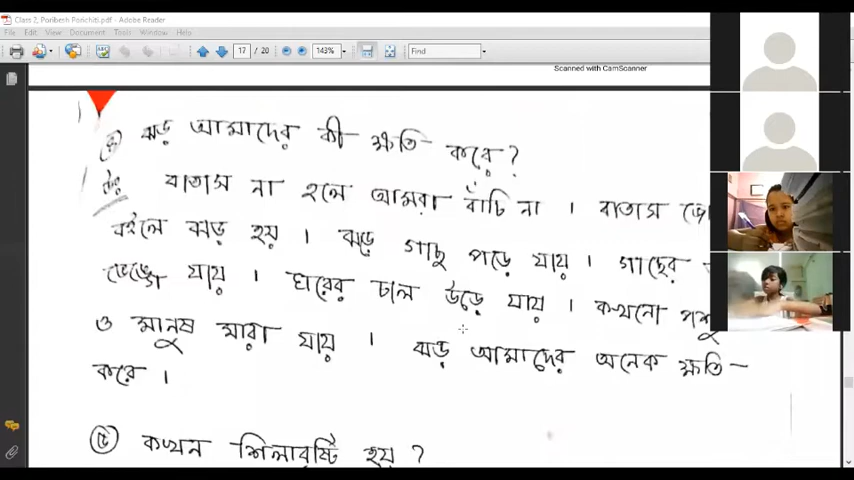 Class 2, Poribesh Porichiti.pdf - Adobe Reader
File Edit View Document Tools Window Help
17 / 20 143% Find
Scanned with CamScanner
ঝড় আমাদের কী ক্ষতি করে?
উঃ বাতাস না হলে আমরা বাঁচি না । বাতাস জো
বইলে ঝড় হয় । ঝড়ে গাছ পড়ে যায় । গাছের
ভেঙ্গে যায় । ঘরের চাল উড়ে যায় । কখনো পশু
ও মানুষ মারা যায় । ঝড় আমাদের অনেক ক্ষতি
করে ।
৫ কখন শিলাবৃষ্টি হয় ?